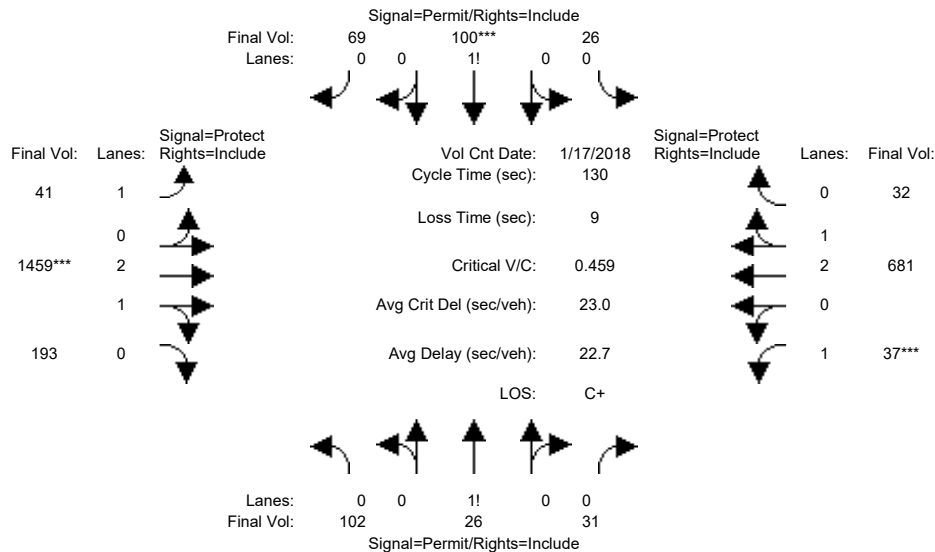 Signal=Permit/Rights=Include
Final Vol: 69 100*** 26
Lanes: 0 0 1! 0 0
Signal=Protect Signal=Protect
Final Vol: Lanes: Rights=Include Vol Cnt Date: 1/17/2018 Rights=Include Lanes: Final Vol:
Cycle Time (sec): 130
41 1 0 32
Loss Time (sec): 9
0 1
1459*** 2 Critical V/C: 0.459 2 681
1 Avg Crit Del (sec/veh): 23.0 0
193 0 Avg Delay (sec/veh): 22.7 1 37***
LOS: C+
Lanes: 0 0 1! 0 0
Final Vol: 102 26 31
Signal=Permit/Rights=Include